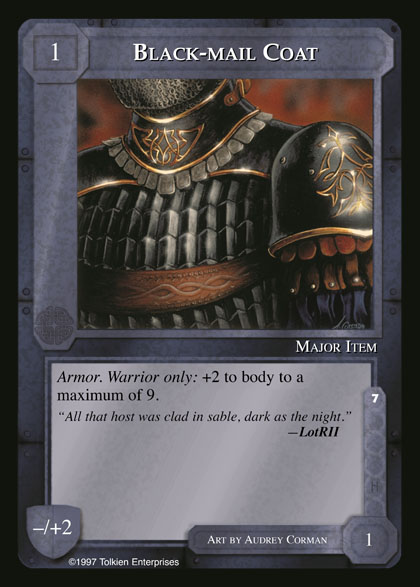 1
BLACK-MAIL COAT
MAJOR ITEM
Armor. Warrior only: +2 to body to a
maximum of 9.
“All that host was clad in sable, dark as the night.”
—LotRII
7
H
–/+2
ART BY AUDREY CORMAN
1
©1997 Tolkien Enterprises